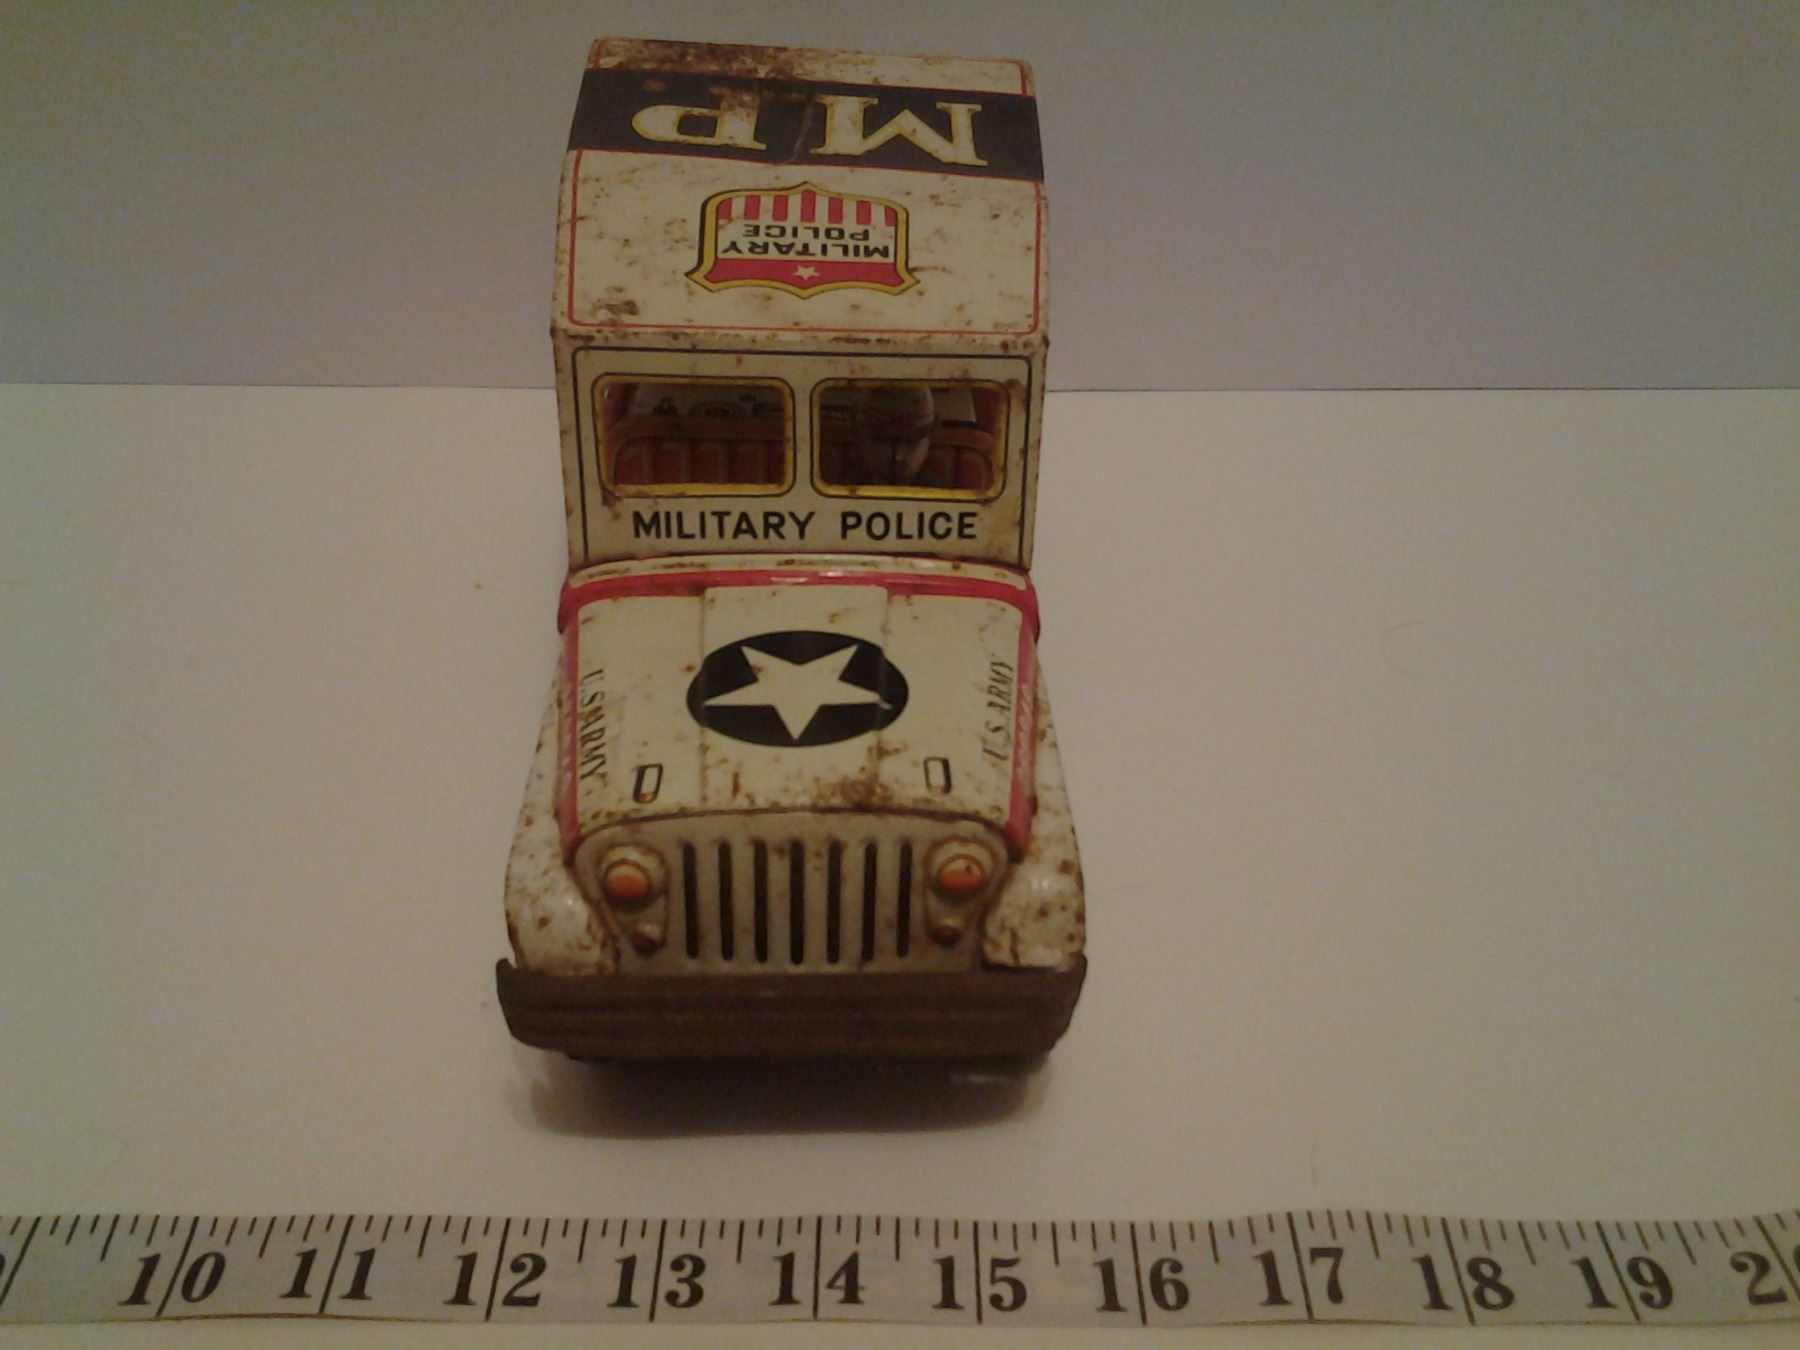 MP
MILITARY
POLICE
MILITARY POLICE
U.S ARMY
U.S ARMY
10 11 12 13 14 15 16 17 18 19